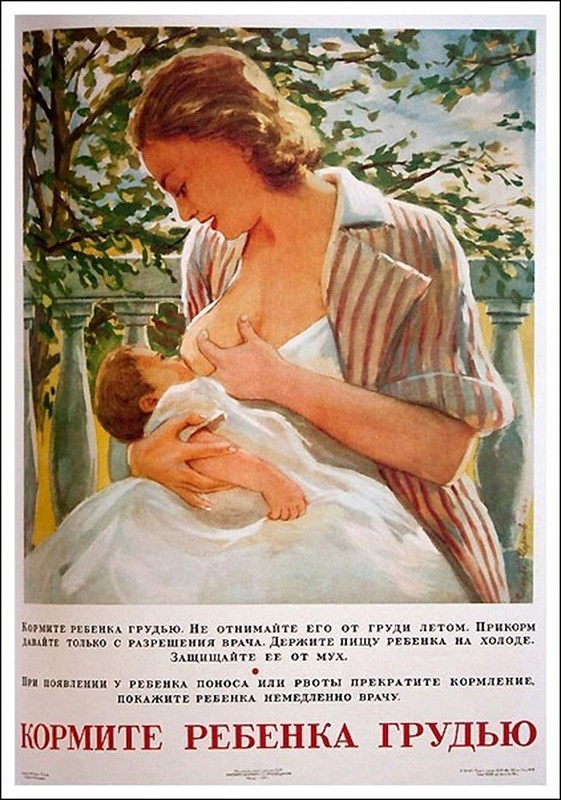 Кормите ребенка грудью. Не отнимайте его от груди летом. Прикорм
давайте только с разрешения врача. Держите пищу ребенка на холоде.
Защищайте ее от мух.
При появлении у ребенка поноса или рвоты прекратите кормление,
покажите ребенка немедленно врачу.
КОРМИТЕ РЕБЕНКА ГРУДЬЮ